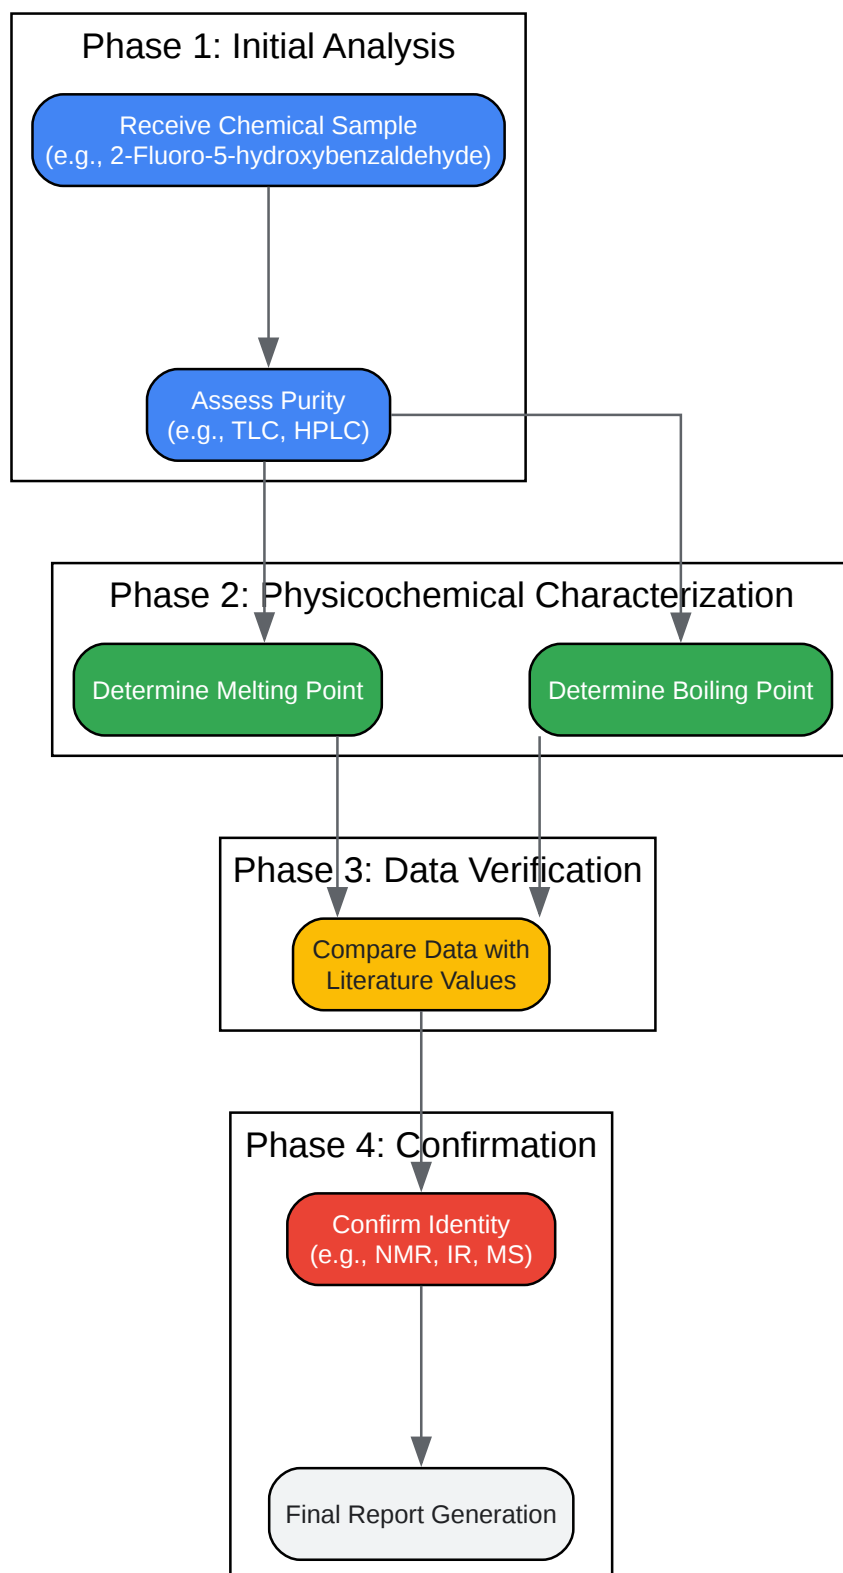 Phase 1: Initial Analysis
Receive Chemical Sample
(e.g., 2-Fluoro-5-hydroxybenzaldehyde)
Assess Purity
(e.g., TLC, HPLC)
Phase 2: Physicochemical Characterization
Determine Melting Point
Determine Boiling Point
Phase 3: Data Verification
Compare Data with
Literature Values
Phase 4: Confirmation
Confirm Identity
(e.g., NMR, IR, MS)
Final Report Generation